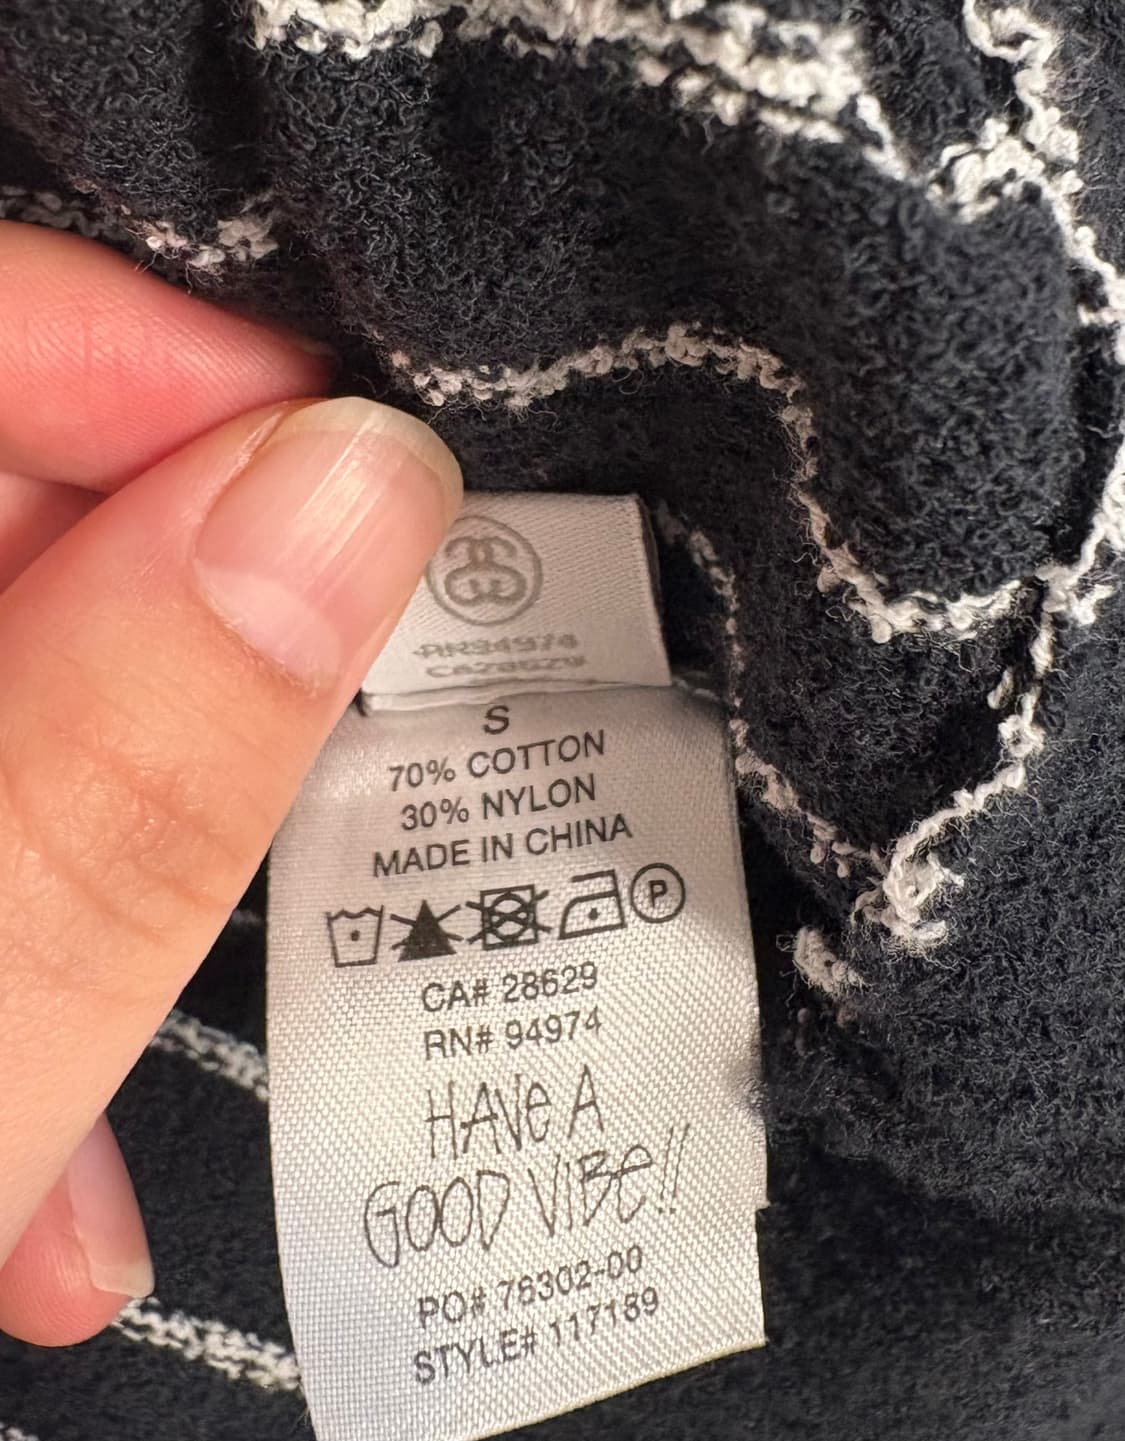 RN94974
CA28629
S
70% COTTON
30% NYLON
MADE IN CHINA
P
CA# 28629
RN# 94974
HAVe A
GOOD VIBe!!
PO# 76302-00
STYLE# 117189